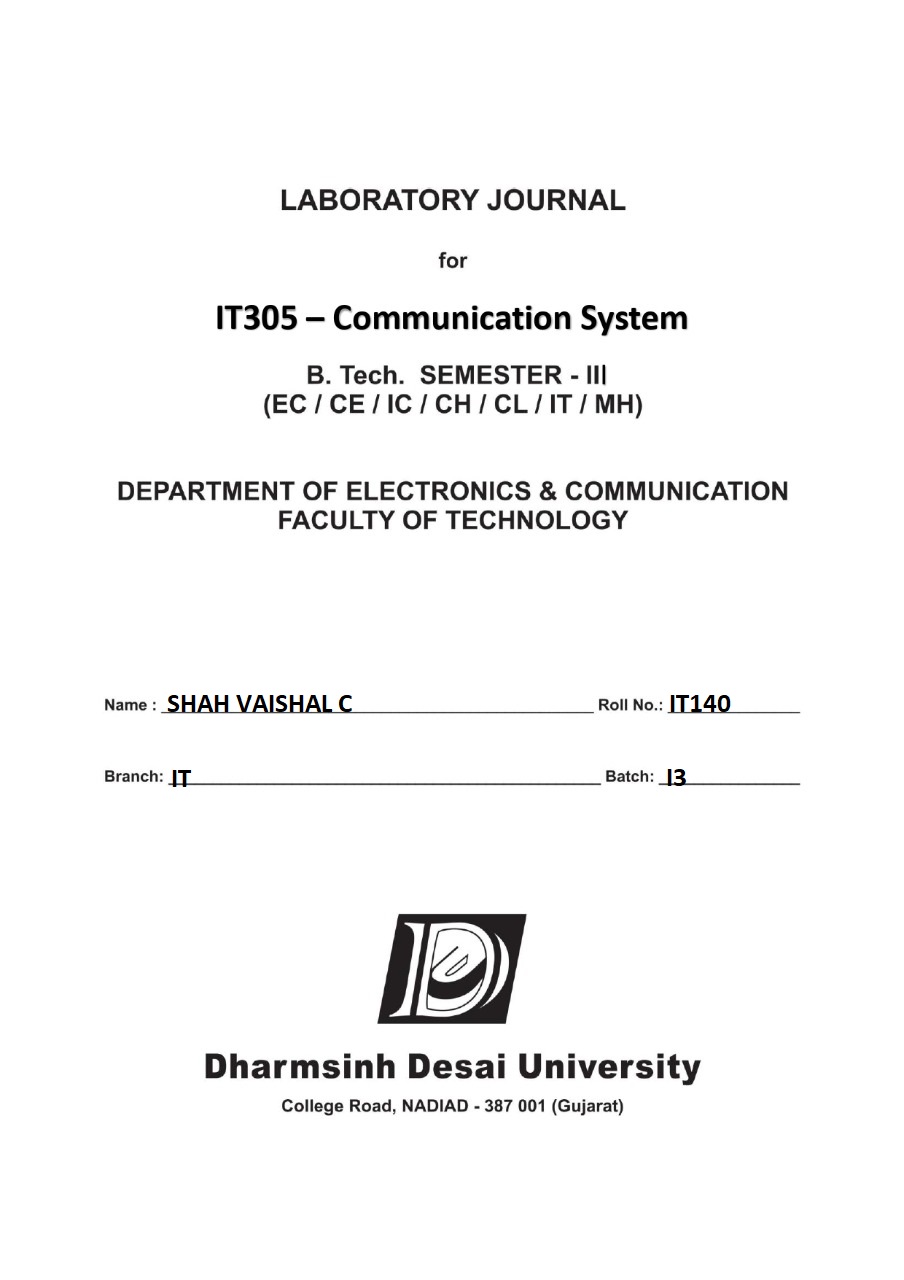 LABORATORY JOURNAL
for
IT305 – Communication System
B. Tech. SEMESTER - III
(EC / CE / IC / CH / CL / IT / MH)
DEPARTMENT OF ELECTRONICS & COMMUNICATION
FACULTY OF TECHNOLOGY
Name : SHAH VAISHAL C Roll No.: IT140
Branch: IT Batch: I3
Dharmsinh Desai University
College Road, NADIAD - 387 001 (Gujarat)